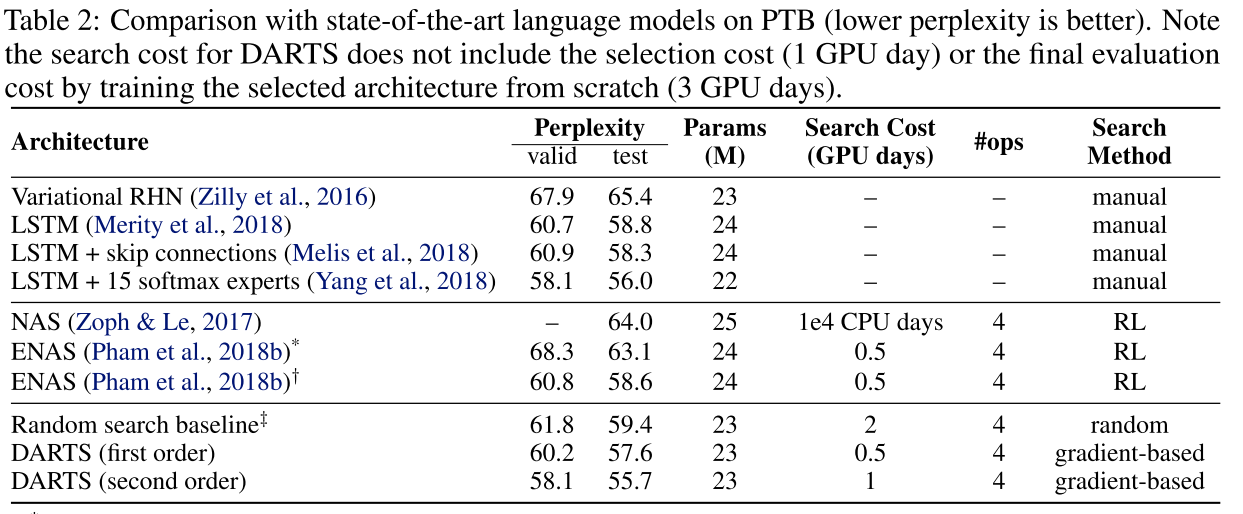 Table 2: Comparison with state-of-the-art language models on PTB (lower perplexity is better). Note
the search cost for DARTS does not include the selection cost (1 GPU day) or the final evaluation
cost by training the selected architecture from scratch (3 GPU days).
Architecture Perplexity Params Search Cost #ops Search
valid test (M) (GPU days) Method
Variational RHN (Zilly et al., 2016) 67.9 65.4 23 – – manual
LSTM (Merity et al., 2018) 60.7 58.8 24 – – manual
LSTM + skip connections (Melis et al., 2018) 60.9 58.3 24 – – manual
LSTM + 15 softmax experts (Yang et al., 2018) 58.1 56.0 22 – – manual
NAS (Zoph & Le, 2017) – 64.0 25 1e4 CPU days 4 RL
ENAS (Pham et al., 2018b)* 68.3 63.1 24 0.5 4 RL
ENAS (Pham et al., 2018b)† 60.8 58.6 24 0.5 4 RL
Random search baseline‡ 61.8 59.4 23 2 4 random
DARTS (first order) 60.2 57.6 23 0.5 4 gradient-based
DARTS (second order) 58.1 55.7 23 1 4 gradient-based